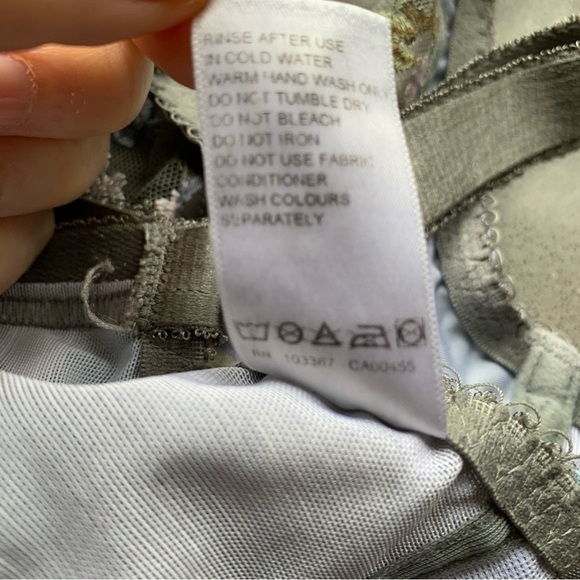 RINSE AFTER USE
IN COLD WATER
WARM HAND WASH ONLY
DO NOT TUMBLE DRY
DO NOT BLEACH
DO NOT IRON
DO NOT USE FABRIC
CONDITIONER
WASH COLOURS
SEPARATELY
RN 103367 CA00455